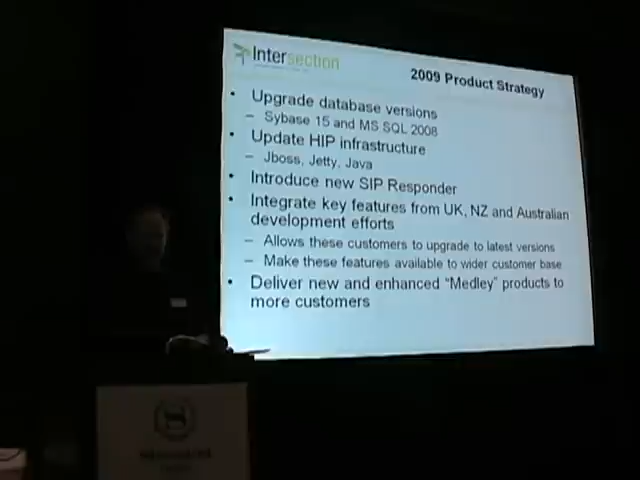 Intersection
2009 Product Strategy
• Upgrade database versions
– Sybase 15 and MS SQL 2008
• Update HIP infrastructure
– Jboss, Jetty, Java
• Introduce new SIP Responder
• Integrate key features from UK, NZ and Australian
development efforts
– Allows these customers to upgrade to latest versions
– Make these features available to wider customer base
• Deliver new and enhanced “Medley” products to
more customers
S